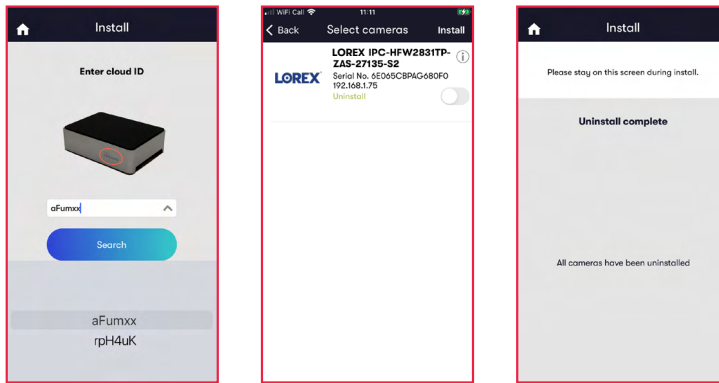 Install
Enter cloud ID
aFumxx
Search
aFumxx
rpH4uK
WiFi Call
11:11
Back
Select cameras
Install
LOREX
LOREX IPC-HFW2831TP-
ZAS-27135-S2
Serial No. 6E065CBPAG680F0
192.168.1.75
Uninstall
Install
Please stay on this screen during install.
Uninstall complete
All cameras have been uninstalled